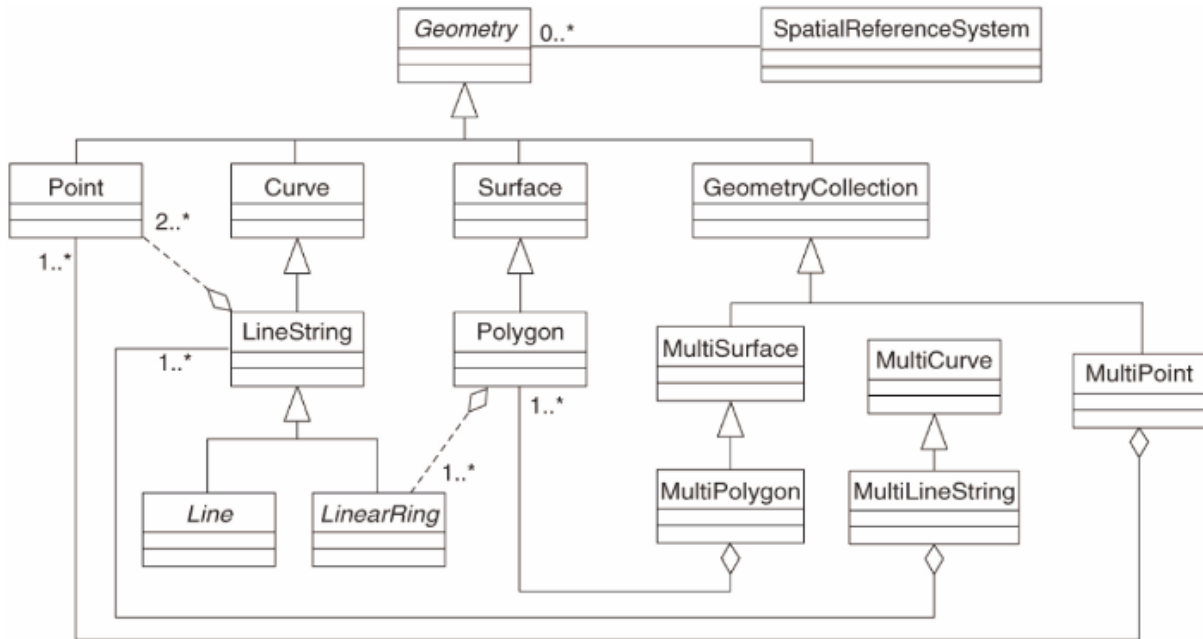 Geometry
0..*
SpatialReferenceSystem
Point
Curve
Surface
GeometryCollection
2..*
1..*
LineString
Polygon
MultiSurface
MultiCurve
MultiPoint
1..*
1..*
1..*
Line
LinearRing
MultiPolygon
MultiLineString